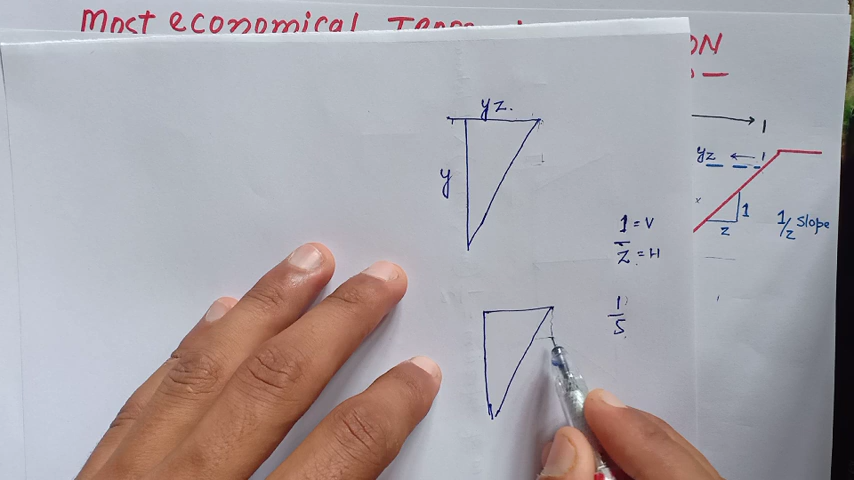 Most economical
ON
yz.
1
yz
y
1
z
1/z slope
1 = V
z = H
1
5